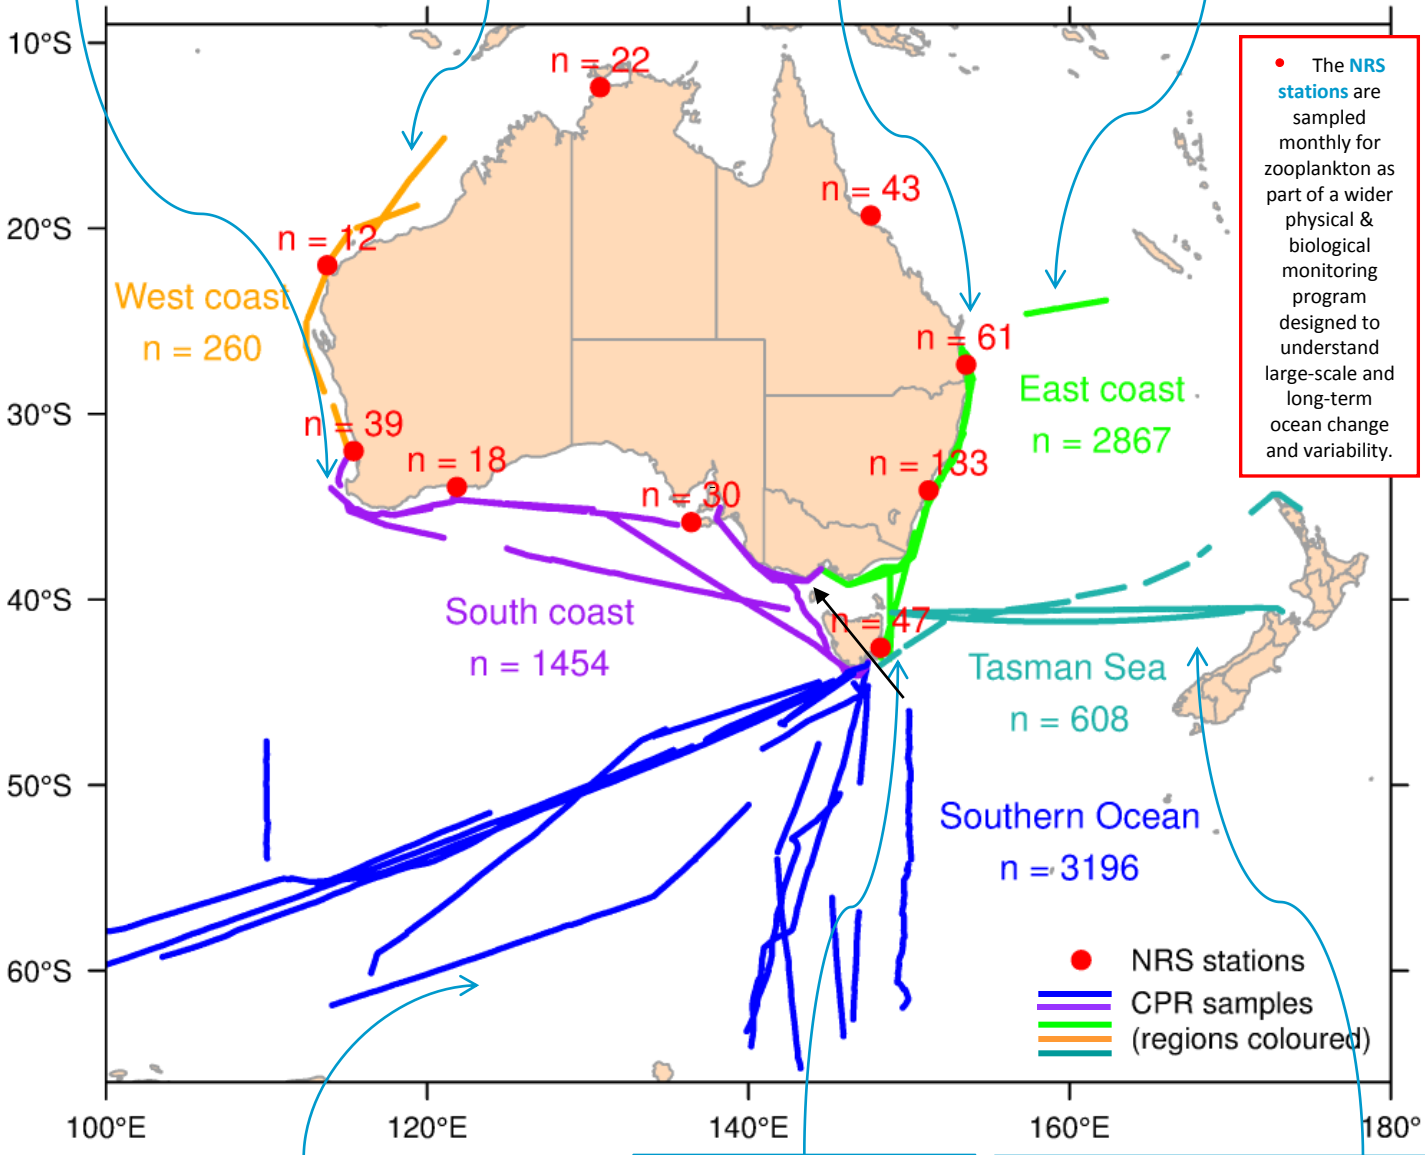 10°S
20°S
30°S
40°S
50°S
60°S
n = 22
n = 43
n = 12
West coast
n = 260
n = 61
n = 39
n = 18
n = 30
n = 133
East coast
n = 2867
South coast
n = 1454
n = 47
Tasman Sea
n = 608
Southern Ocean
n = 3196
• The NRS
stations are
sampled
monthly for
zooplankton as
part of a wider
physical &
biological
monitoring
program
designed to
understand
large-scale and
long-term
ocean change
and variability.
NRS stations
CPR samples
(regions coloured)
100°E
120°E
140°E
160°E
180°